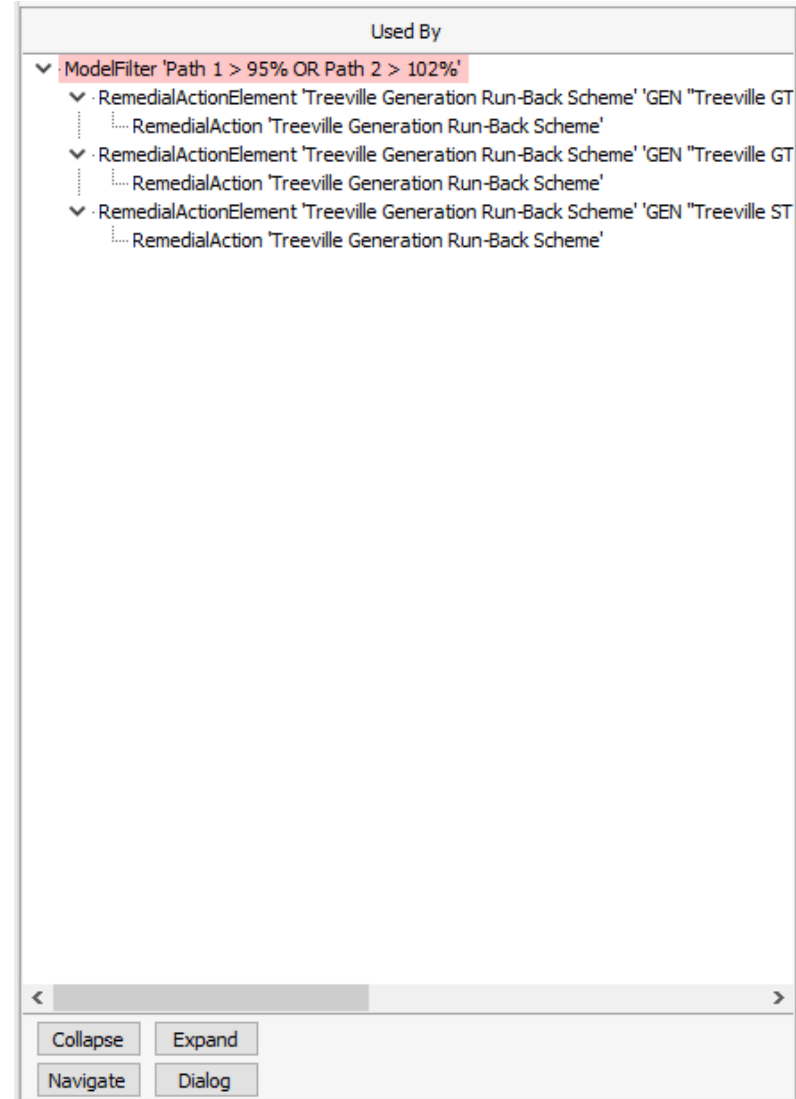 Used By
ModelFilter 'Path 1 > 95% OR Path 2 > 102%'
RemedialActionElement 'Treeville Generation Run-Back Scheme' 'GEN "Treeville GT
RemedialAction 'Treeville Generation Run-Back Scheme'
RemedialActionElement 'Treeville Generation Run-Back Scheme' 'GEN "Treeville GT
RemedialAction 'Treeville Generation Run-Back Scheme'
RemedialActionElement 'Treeville Generation Run-Back Scheme' 'GEN "Treeville ST
RemedialAction 'Treeville Generation Run-Back Scheme'
Collapse Expand
Navigate Dialog